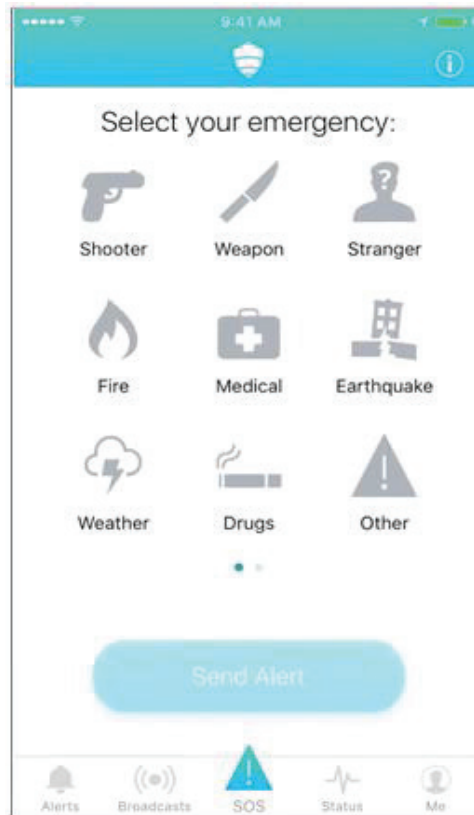 9:41 AM
Select your emergency:
Shooter Weapon Stranger
Fire Medical Earthquake
Weather Drugs Other
Send Alert
Alerts Broadcasts SOS Status Me